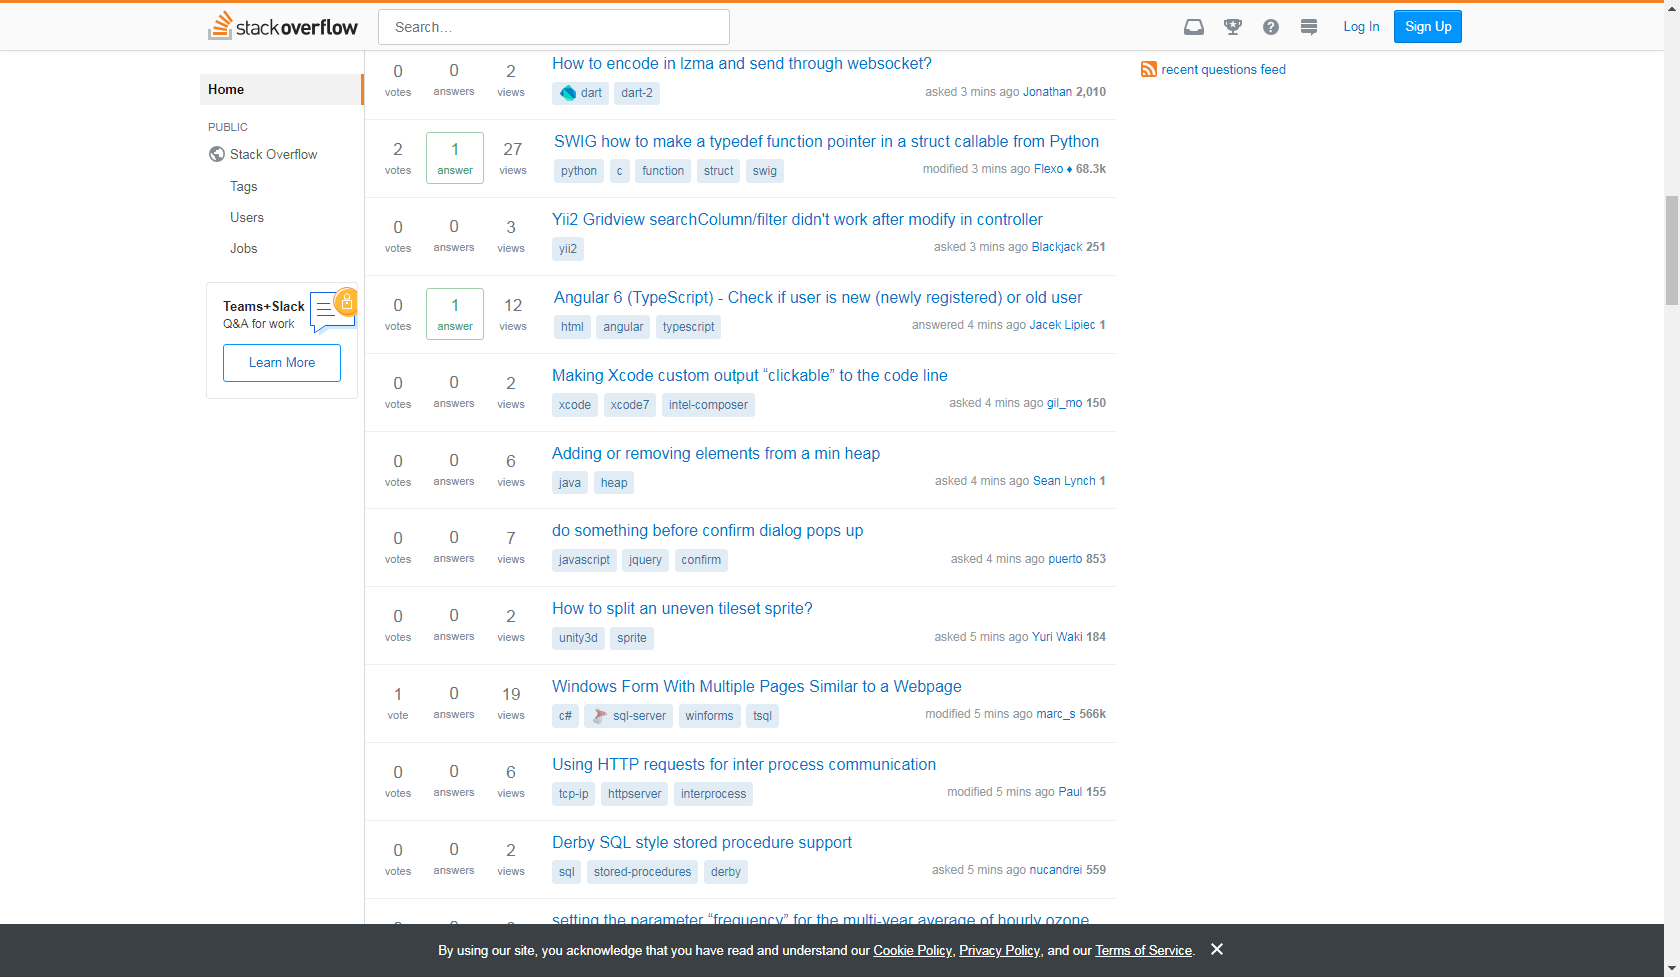 stackoverflow
Search...
Log In
Sign Up
Home
PUBLIC
Stack Overflow
Tags
Users
Jobs
Teams+Slack
Q&A for work
Learn More
0 votes 0 answers 2 views
How to encode in lzma and send through websocket?
dart dart-2
asked 3 mins ago Jonathan 2,010
2 votes 1 answer 27 views
SWIG how to make a typedef function pointer in a struct callable from Python
python c function struct swig
modified 3 mins ago Flexo ♦ 68.3k
0 votes 0 answers 3 views
Yii2 Gridview searchColumn/filter didn't work after modify in controller
yii2
asked 3 mins ago Blackjack 251
0 votes 1 answer 12 views
Angular 6 (TypeScript) - Check if user is new (newly registered) or old user
html angular typescript
answered 4 mins ago Jacek Lipiec 1
0 votes 0 answers 2 views
Making Xcode custom output “clickable” to the code line
xcode xcode7 intel-composer
asked 4 mins ago gil_mo 150
0 votes 0 answers 6 views
Adding or removing elements from a min heap
java heap
asked 4 mins ago Sean Lynch 1
0 votes 0 answers 7 views
do something before confirm dialog pops up
javascript jquery confirm
asked 4 mins ago puerto 853
0 votes 0 answers 2 views
How to split an uneven tileset sprite?
unity3d sprite
asked 5 mins ago Yuri Waki 184
1 vote 0 answers 19 views
Windows Form With Multiple Pages Similar to a Webpage
c# sql-server winforms tsql
modified 5 mins ago marc_s 566k
0 votes 0 answers 6 views
Using HTTP requests for inter process communication
tcp-ip httpserver interprocess
modified 5 mins ago Paul 155
0 votes 0 answers 2 views
Derby SQL style stored procedure support
sql stored-procedures derby
asked 5 mins ago nucandrei 559
setting the parameter “frequency” for the multi-year average of hourly ozone
recent questions feed
By using our site, you acknowledge that you have read and understand our Cookie Policy, Privacy Policy, and our Terms of Service.